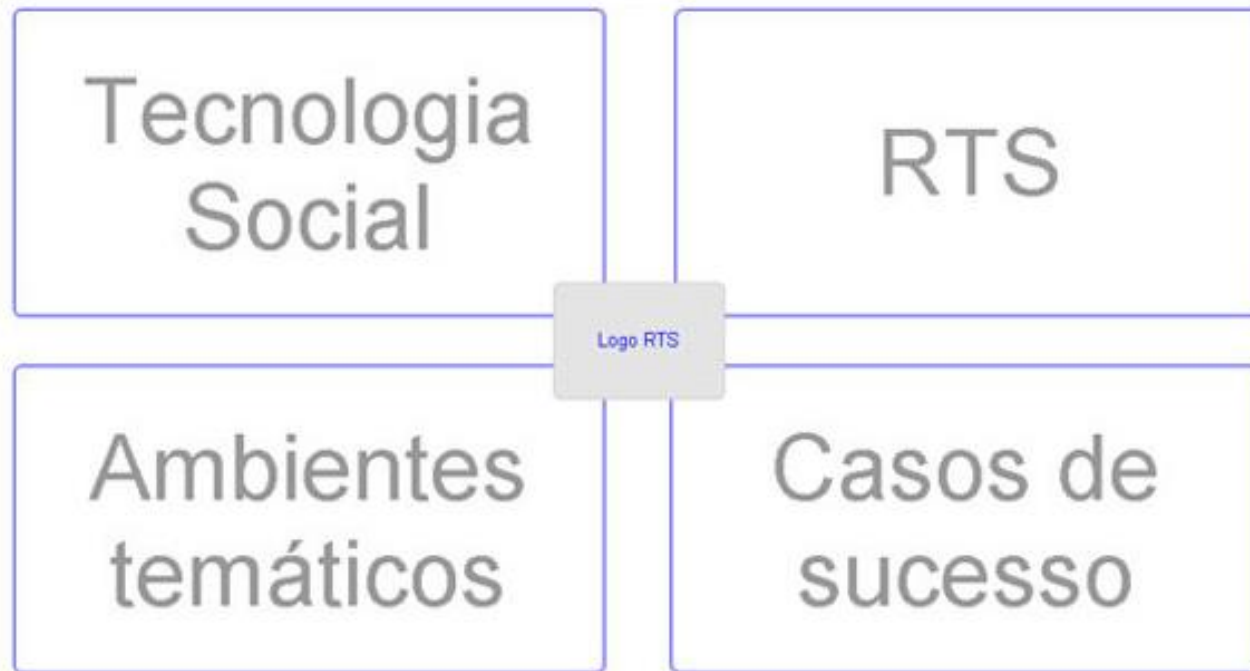 Tecnologia
Social
RTS
Logo RTS
Ambientes
temáticos
Casos de
sucesso